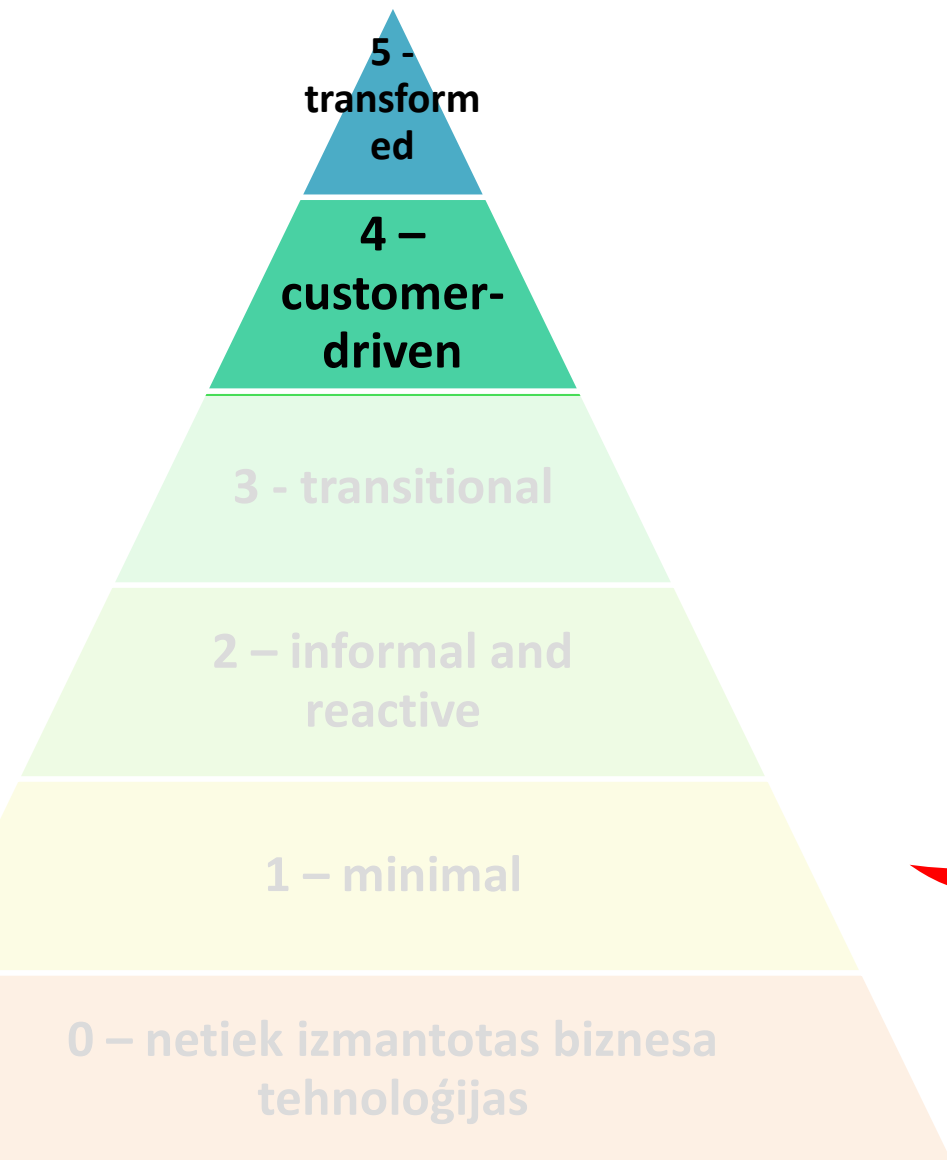 5 -
transform
ed
4 –
customer-
driven
3 - transitional
2 – informal and
reactive
1 – minimal
0 – netiek izmantotas biznesa
tehnoloģijas